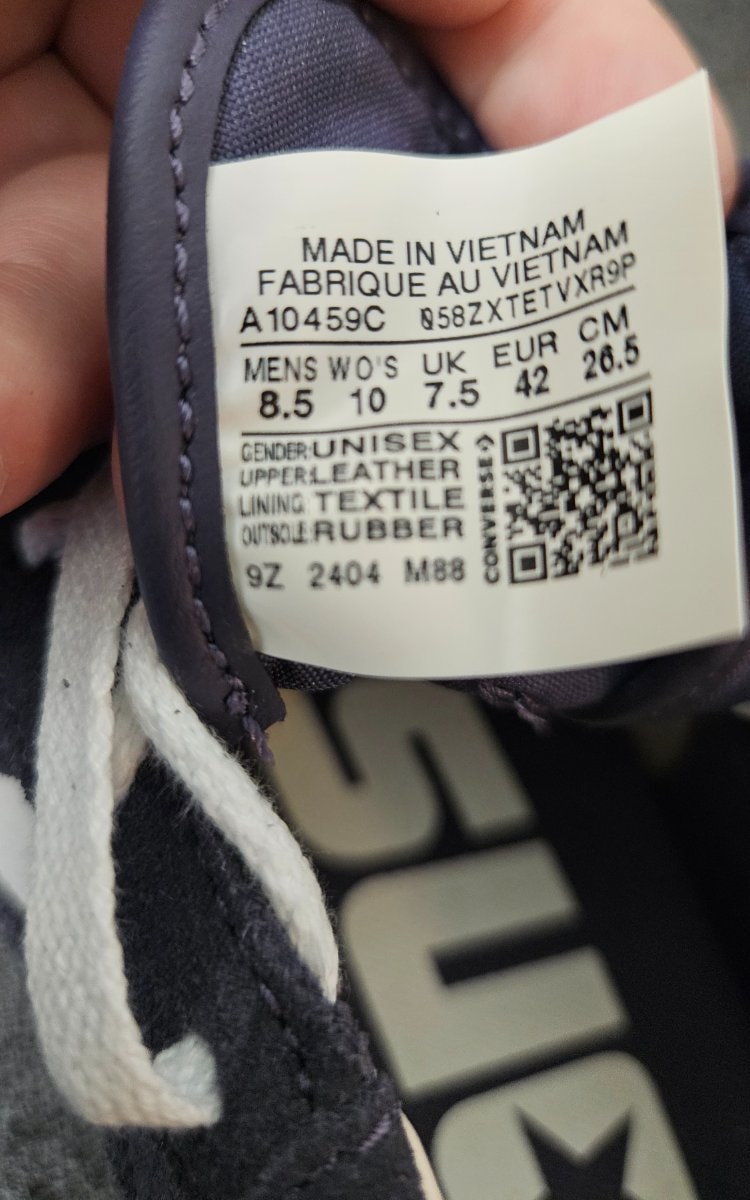 MADE IN VIETNAM
FABRIQUE AU VIETNAM
A10459C 058ZXTETVXR9P
MENS WO'S UK EUR CM
8.5 10 7.5 42 26.5
GENDER:UNISEX
UPPER:LEATHER
LINING:TEXTILE
OUTSOLE:RUBBER
9Z 2404 M88
CONVERSE